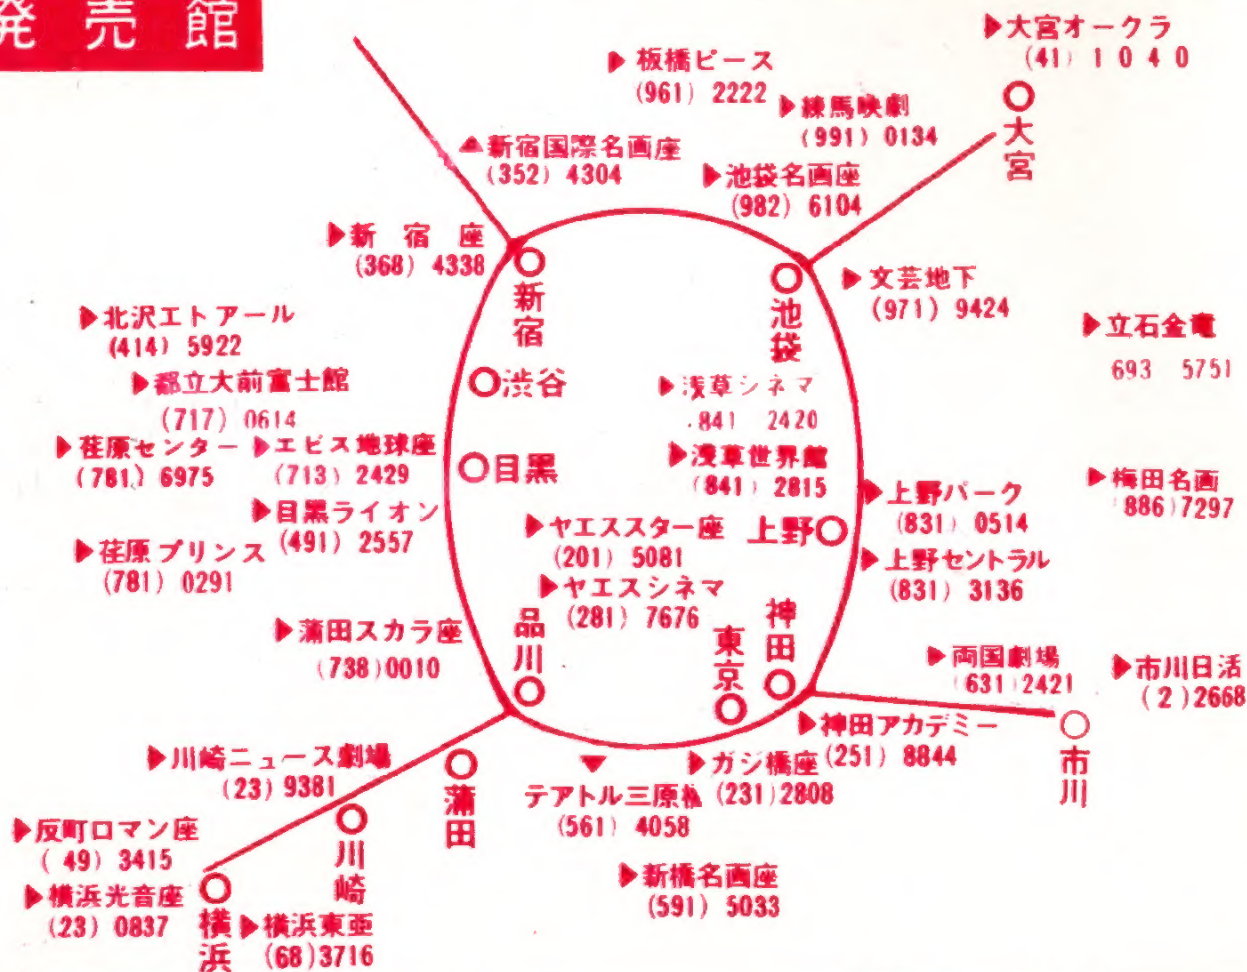 発売館
▶大宮オークラ
(41) 1040
大宮
▶板橋ピース
(961) 2222
▶練馬映劇
(991) 0134
▲新宿国際名画座
(352) 4304
▶池袋名画座
(982) 6104
▶新宿座
(368) 4338
新宿
池袋
▶文芸地下
(971) 9424
▶北沢エトアール
(414) 5922
▶立石金竜
693 5751
▶都立大前富士館
(717) 0614
渋谷
▶浅草シネマ
841 2420
▶荏原センター
(781) 6975
▶エビス地球座
(713) 2429
目黒
▶浅草世界館
(841) 2815
▶梅田名画
(886)7297
▶目黒ライオン
(491) 2557
▶上野パーク
(831) 0514
▶荏原プリンス
(781) 0291
▶ヤエススター座
(201) 5081
上野
▶上野セントラル
(831) 3136
▶ヤエスシネマ
(281) 7676
▶蒲田スカラ座
(738)0010
品川
東京
神田
▶両国劇場
(631)2421
▶市川日活
(2)2668
市川
▶神田アカデミー
(251) 8844
▶川崎ニュース劇場
(23) 9381
蒲田
▼
テアトル三原橋
(561) 4058
▶ガジ橋座
(231)2808
▶反町ロマン座
(49) 3415
川崎
▶新橋名画座
(591) 5033
▶横浜光音座
(23) 0837
横浜
▶横浜東亜
(68)3716